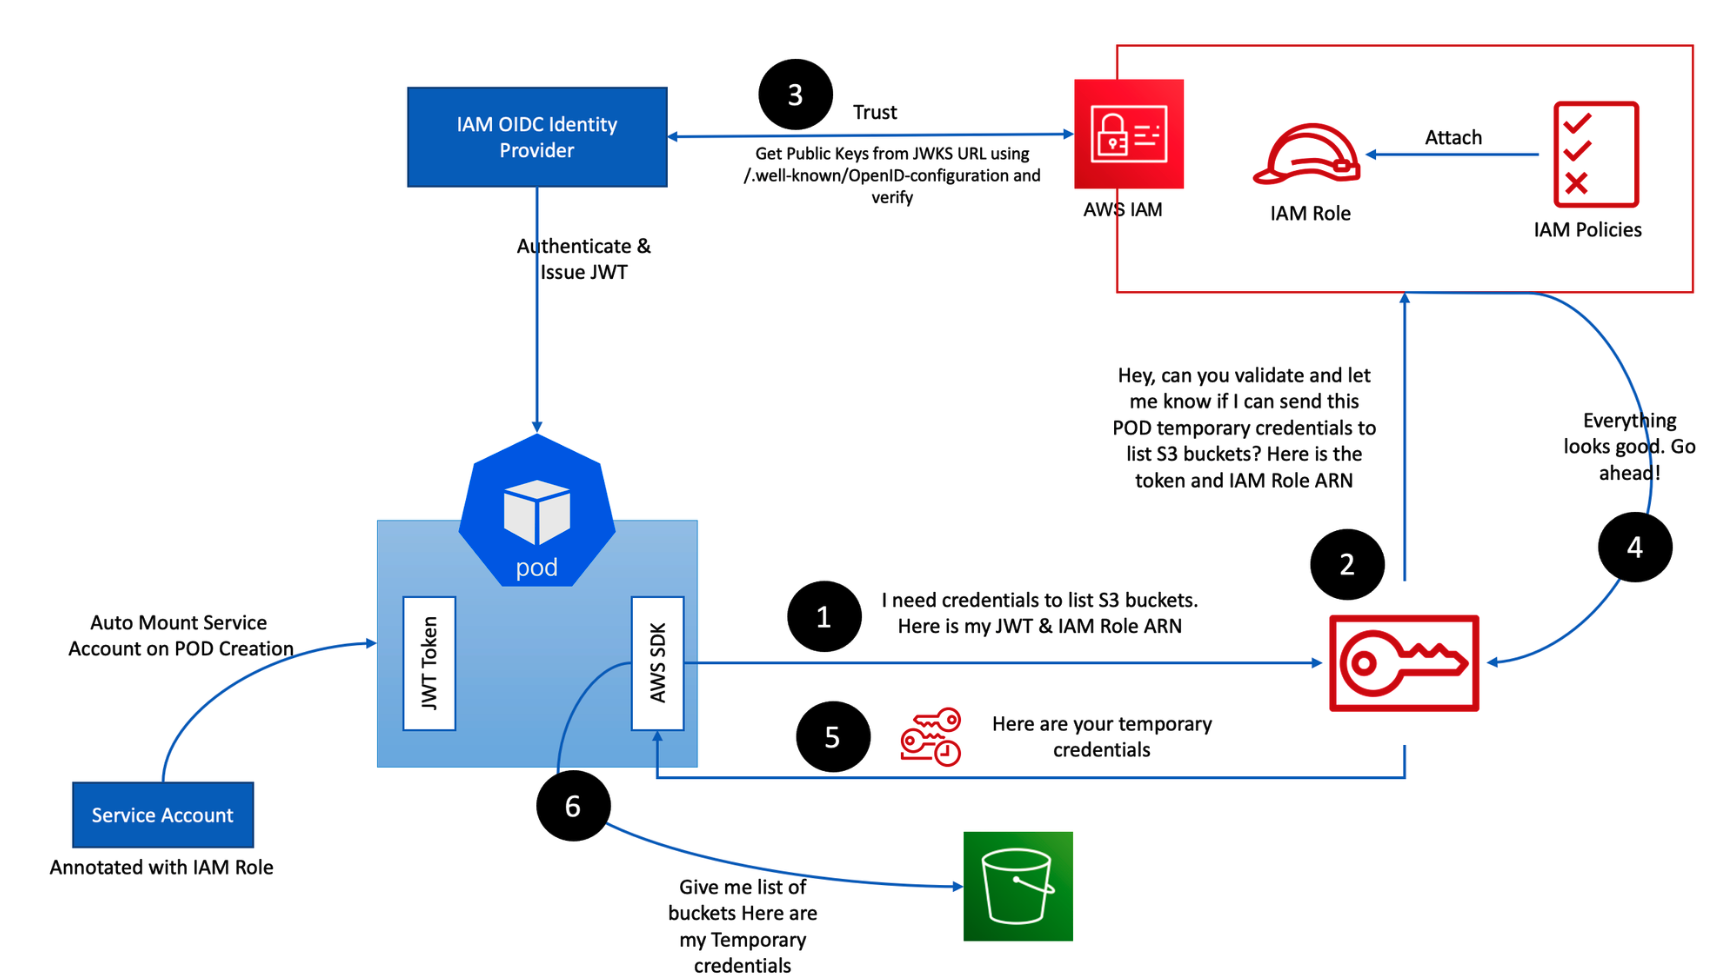 3
Trust
IAM OIDC Identity
Provider
Get Public Keys from JWKS URL using
/.well-known/OpenID-configuration and
verify
AWS IAM
Attach
IAM Role
IAM Policies
Authenticate &
Issue JWT
Hey, can you validate and let
me know if I can send this
POD temporary credentials to
list S3 buckets? Here is the
token and IAM Role ARN
Everything
looks good. Go
ahead!
2
4
pod
1
I need credentials to list S3 buckets.
Here is my JWT & IAM Role ARN
Auto Mount Service
Account on POD Creation
JWT Token
AWS SDK
5
Here are your temporary
credentials
6
Service Account
Annotated with IAM Role
Give me list of
buckets Here are
my Temporary
credentials